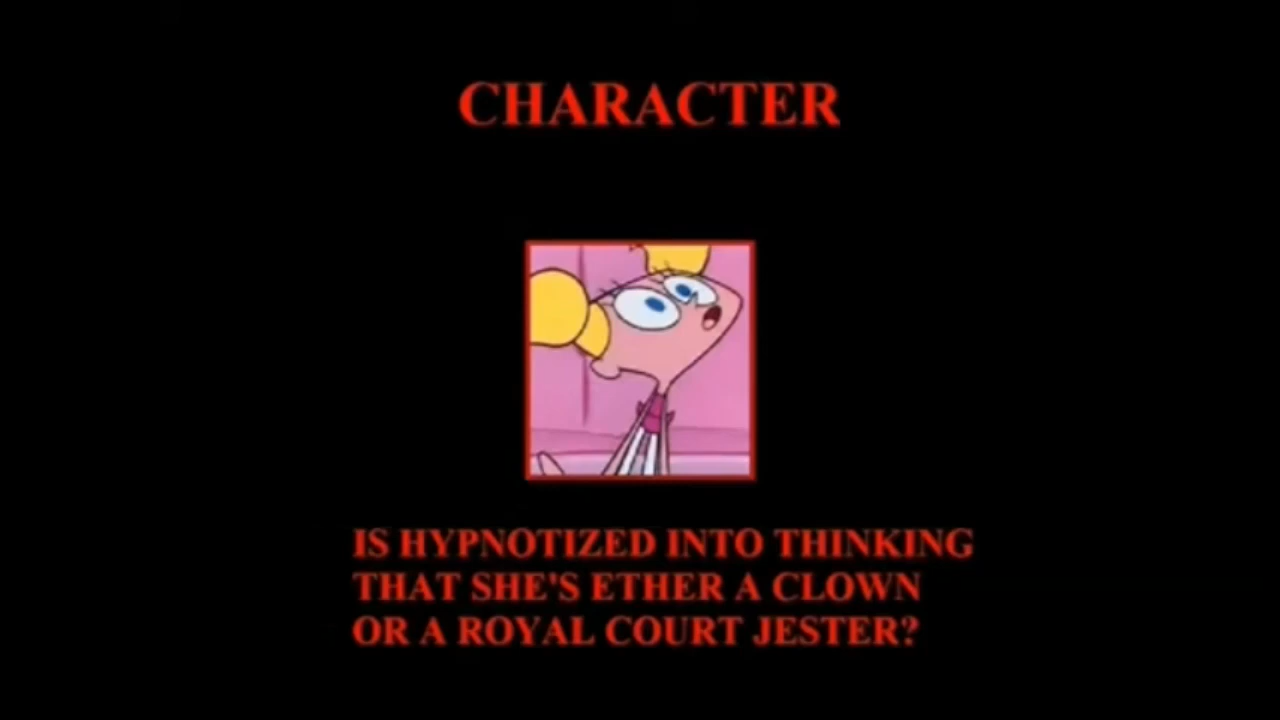 CHARACTER
IS HYPNOTIZED INTO THINKING
THAT SHE'S ETHER A CLOWN
OR A ROYAL COURT JESTER?